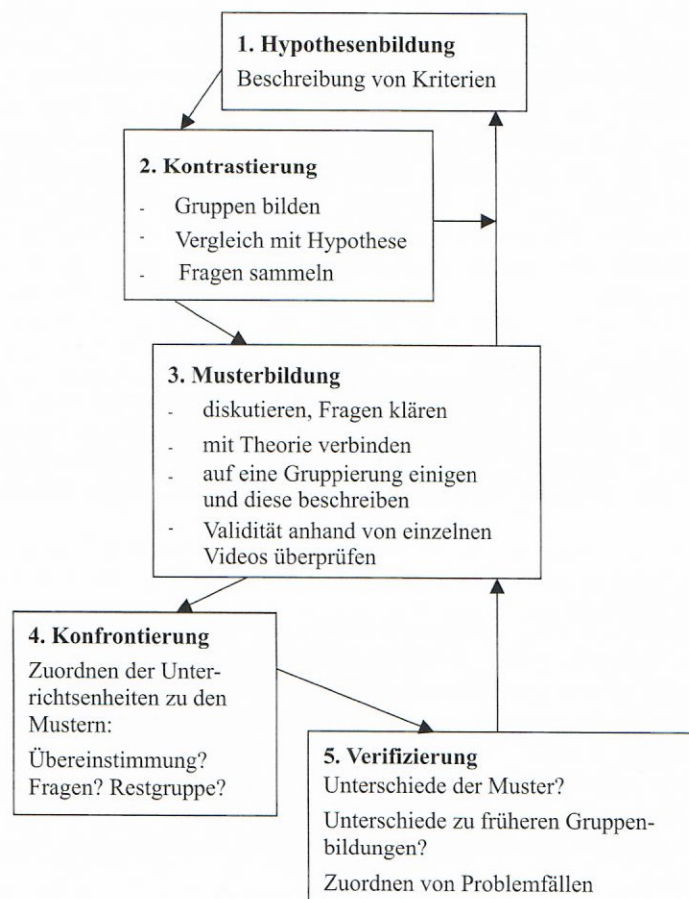 1. Hypothesenbildung
Beschreibung von Kriterien
2. Kontrastierung
- Gruppen bilden
- Vergleich mit Hypothese
- Fragen sammeln
3. Musterbildung
- diskutieren, Fragen klären
- mit Theorie verbinden
- auf eine Gruppierung einigen
und diese beschreiben
- Validität anhand von einzelnen
Videos überprüfen
4. Konfrontierung
Zuordnen der Unter-
richtsenheiten zu den
Mustern:
Übereinstimmung?
Fragen? Restgruppe?
5. Verifizierung
Unterschiede der Muster?
Unterschiede zu früheren Gruppen-
bildungen?
Zuordnen von Problemfällen